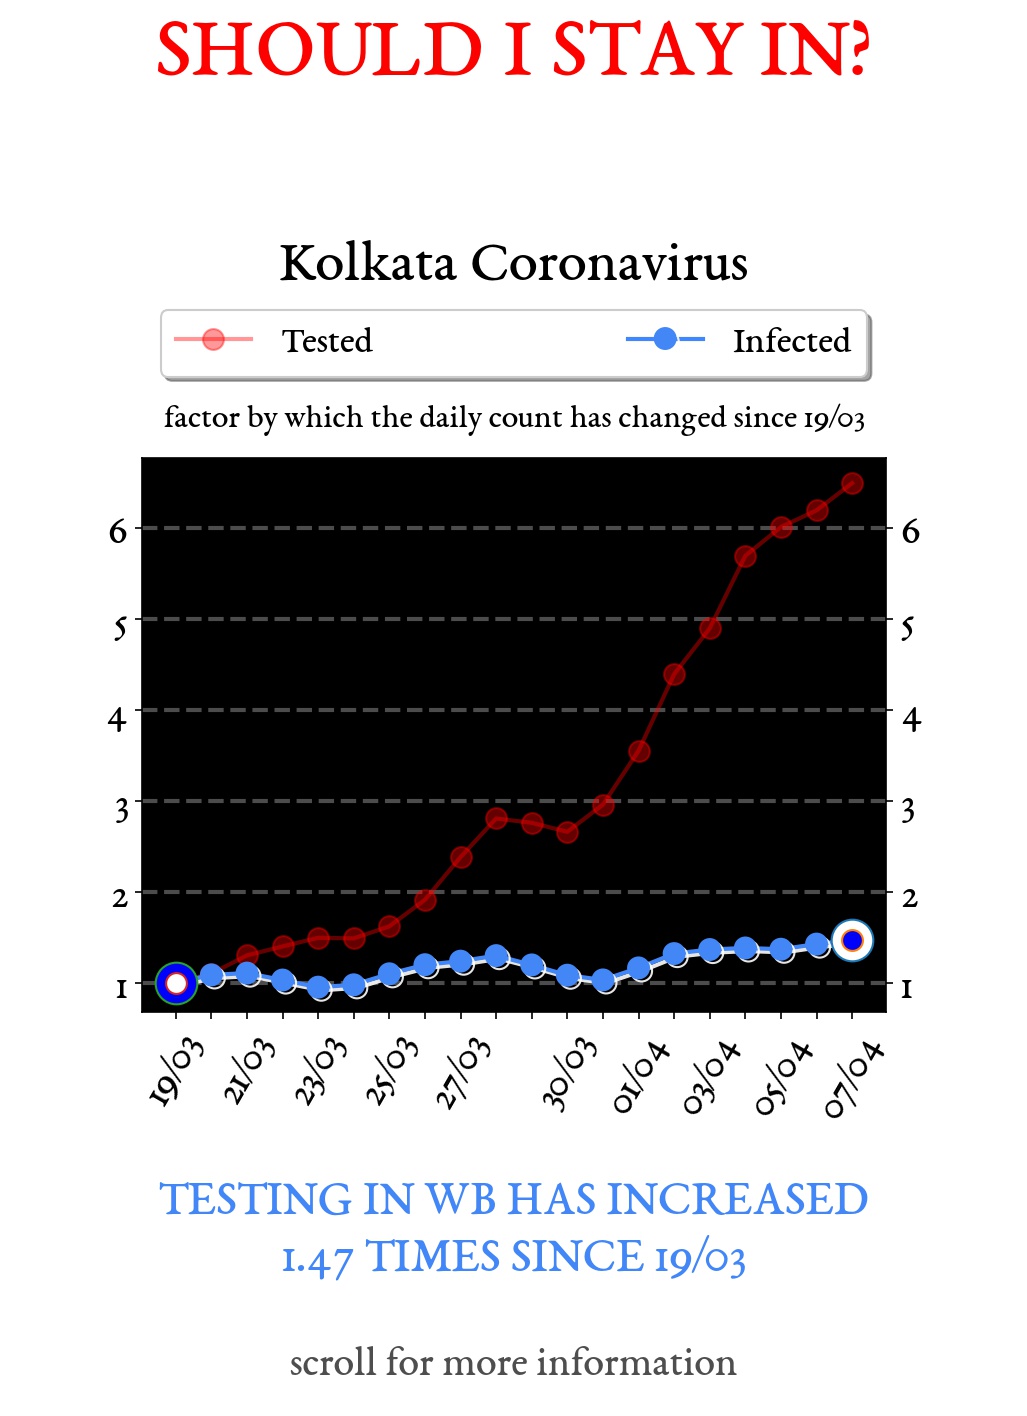 SHOULD I STAY IN?
Kolkata Coronavirus
Tested Infected
factor by which the daily count has changed since 19/03
6 6
5 5
4 4
3 3
2 2
1 1
19/03 21/03 23/03 25/03 27/03 30/03 01/04 03/04 05/04 07/04
TESTING IN WB HAS INCREASED
1.47 TIMES SINCE 19/03
scroll for more information